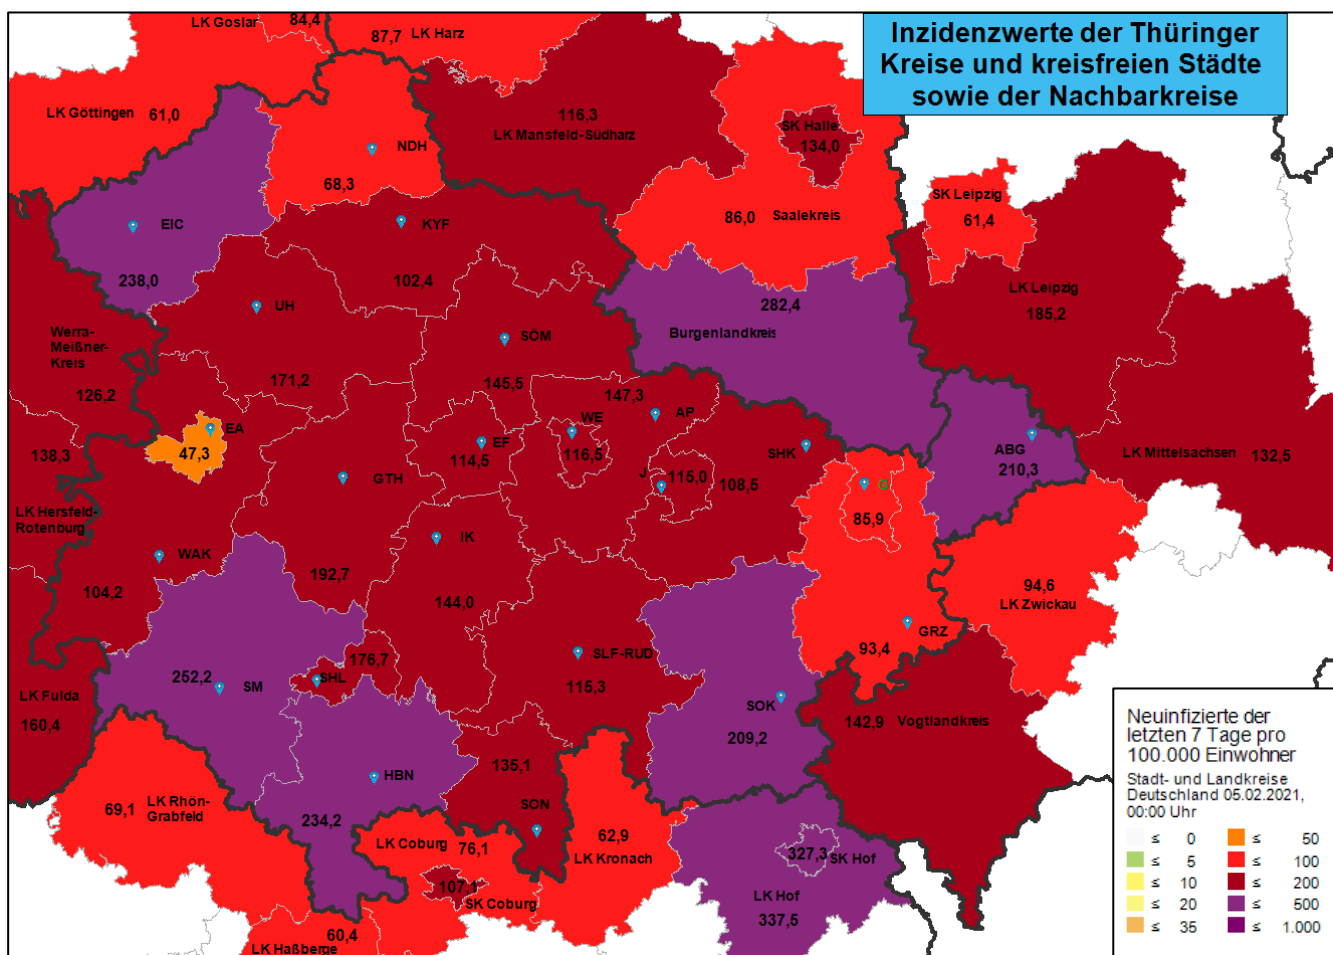 Inzidenzwerte der Thüringer
Kreise und kreisfreien Städte
sowie der Nachbarkreise
LK Goslar
84,4
87,7
LK Harz
LK Göttingen
61,0
116,3
LK Mansfeld-Südharz
SK Halle
134,0
NDH
68,3
SK Leipzig
61,4
EIC
238,0
KYF
102,4
86,0
Saalekreis
LK Leipzig
185,2
282,4
Burgenlandkreis
UH
171,2
SÖM
145,5
Werra-
Meißner-
Kreis
126,2
147,3
AP
WE
116,5
EA
47,3
EF
114,5
SHK
108,5
J
115,0
ABG
210,3
LK Mittelsachsen
132,5
138,3
LK Hersfeld-
Rotenburg
GTH
192,7
G
85,9
IK
144,0
WAK
104,2
94,6
LK Zwickau
GRZ
93,4
SLF-RUD
115,3
176,7
SHL
252,2
SM
LK Fulda
160,4
SOK
209,2
142,9
Vogtlandkreis
HBN
234,2
135,1
SON
69,1
LK Rhön-
Grabfeld
LK Coburg
76,1
107,1
SK Coburg
62,9
LK Kronach
327,3
SK Hof
LK Hof
337,5
60,4
LK Haßberge
Neuinfizierte der
letzten 7 Tage pro
100.000 Einwohner
Stadt- und Landkreise
Deutschland 05.02.2021,
00:00 Uhr
≤ 0 ≤ 50
≤ 5 ≤ 100
≤ 10 ≤ 200
≤ 20 ≤ 500
≤ 35 ≤ 1.000